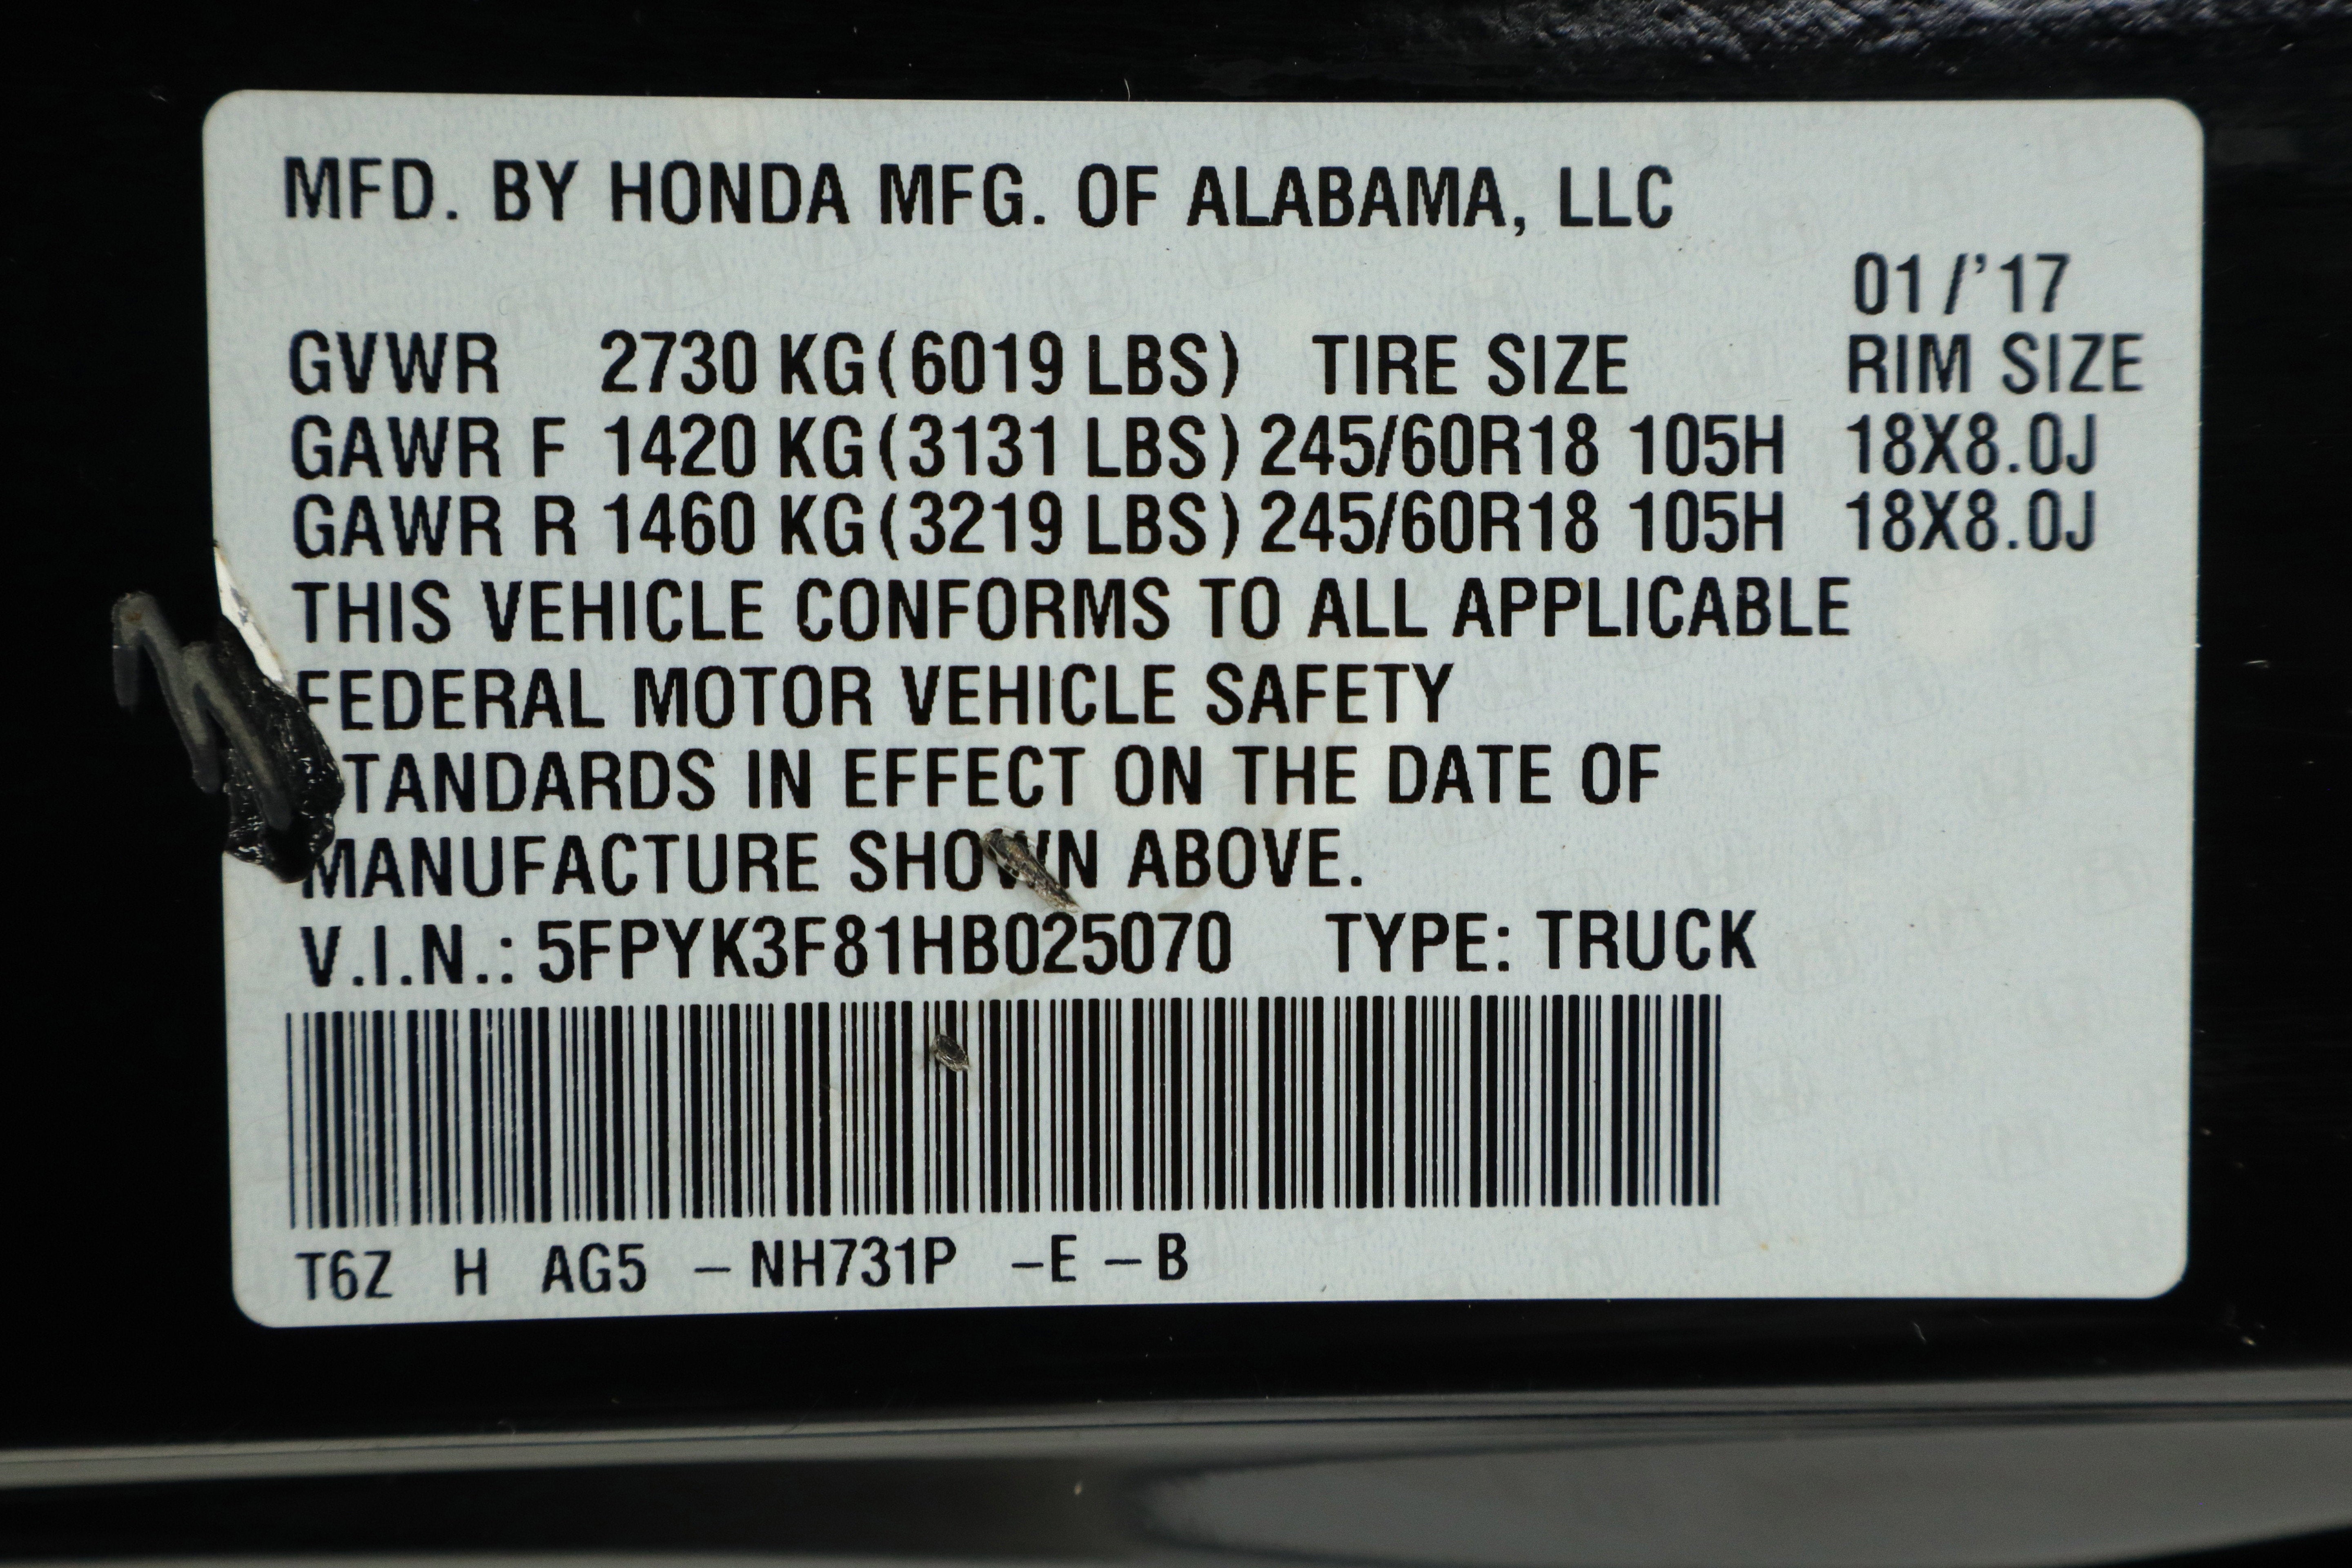 MFD. BY HONDA MFG. OF ALABAMA, LLC
01/'17
GVWR 2730 KG(6019 LBS) TIRE SIZE RIM SIZE
GAWR F 1420 KG(3131 LBS) 245/60R18 105H 18X8.0J
GAWR R 1460 KG(3219 LBS) 245/60R18 105H 18X8.0J
THIS VEHICLE CONFORMS TO ALL APPLICABLE
FEDERAL MOTOR VEHICLE SAFETY
STANDARDS IN EFFECT ON THE DATE OF
MANUFACTURE SHOWN ABOVE.
V.I.N.: 5FPYK3F81HB025070 TYPE: TRUCK
T6Z H AG5 – NH731P –E – B